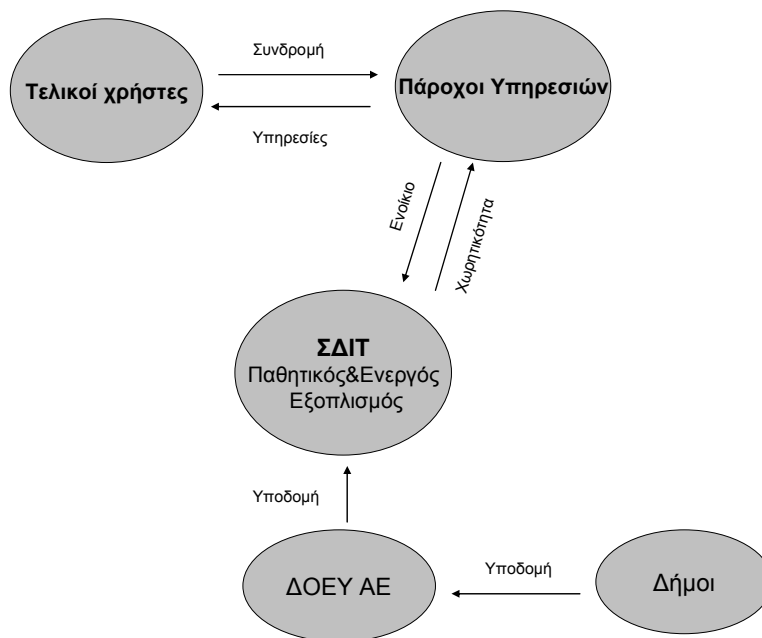 Συνδρομή
Τελικοί χρήστες
Πάροχοι Υπηρεσιών
Υπηρεσίες
Ενοίκιο
Χωρητικότητα
ΣΔΙΤ
Παθητικός&Ενεργός
Εξοπλισμός
Υποδομή
ΔΟΕΥ ΑΕ
Υποδομή
Δήμοι